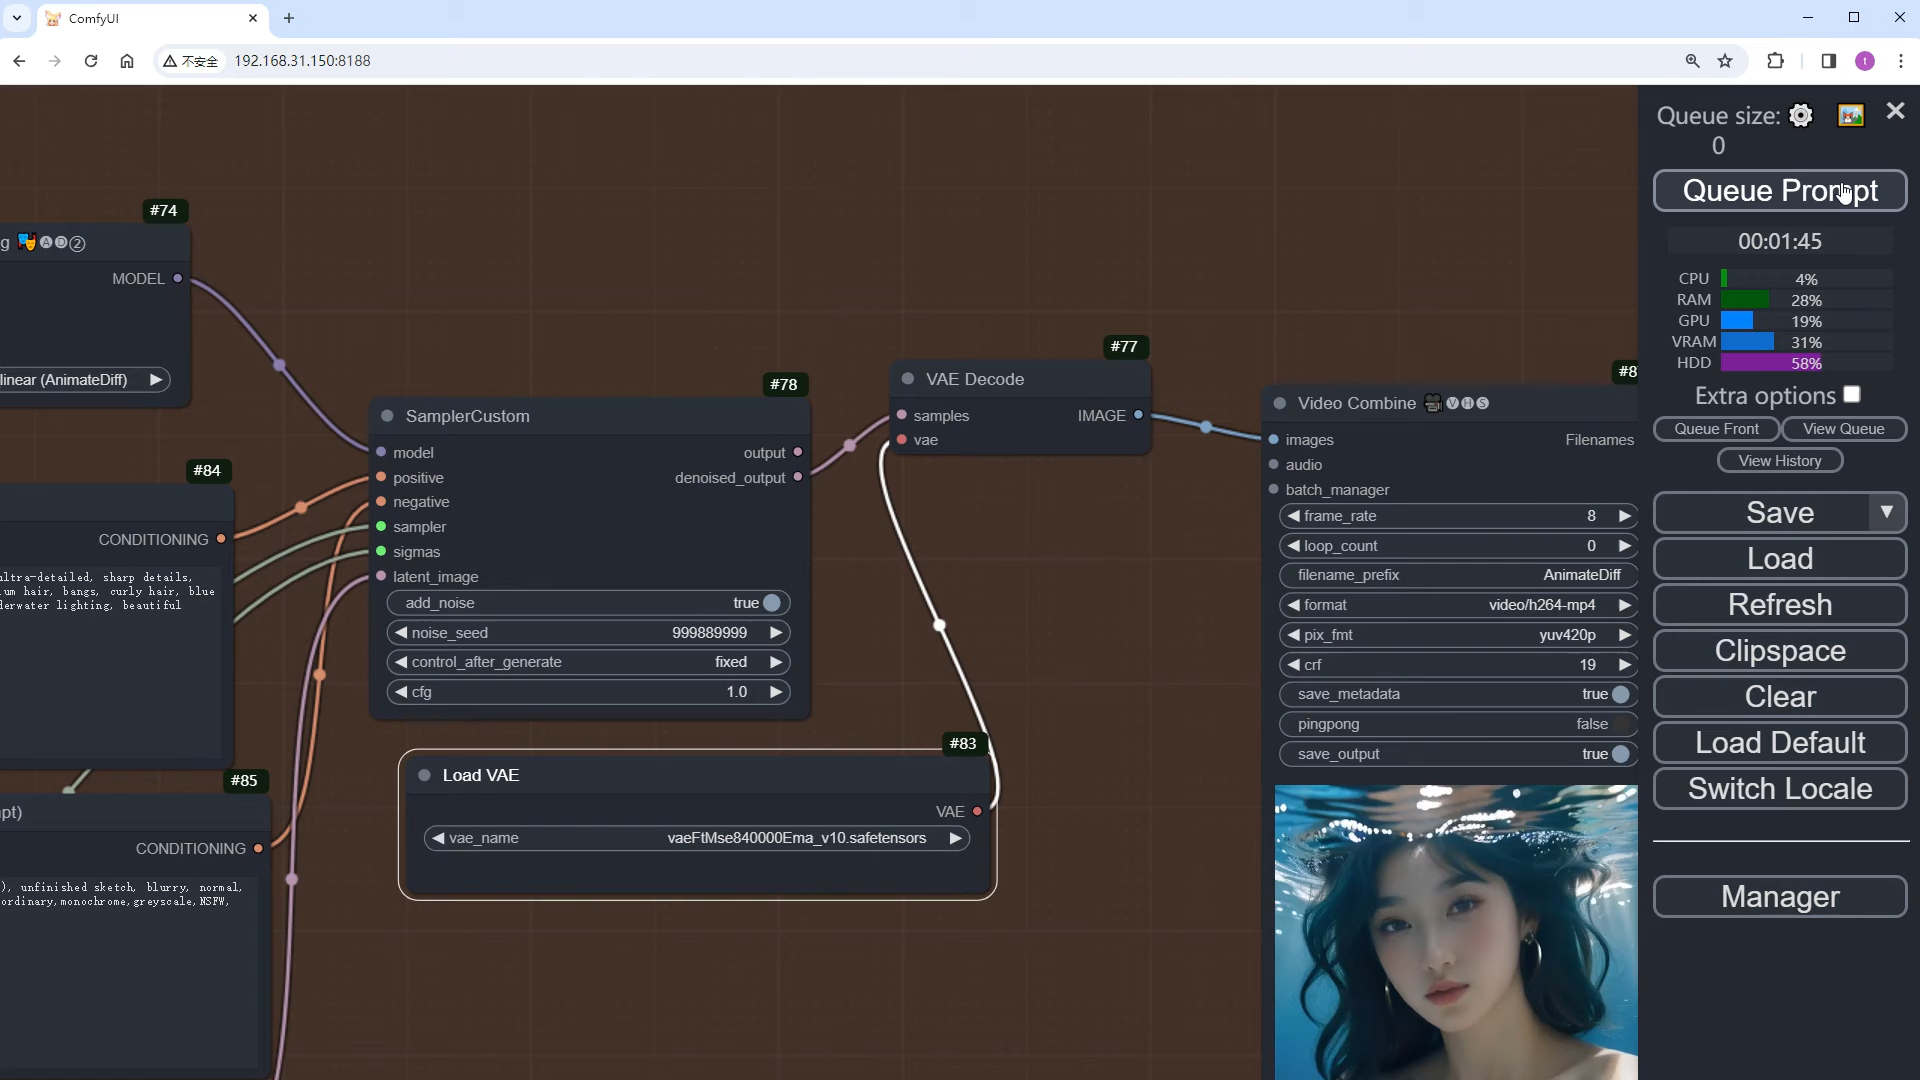 ComfyUI
不安全
192.168.31.150:8188
t
#74
g
MODEL
linear (AnimateDiff)
#84
CONDITIONING
ultra-detailed, sharp details,
um hair, bangs, curly hair, blue
derwater lighting, beautiful
#85
pt)
CONDITIONING
), unfinished sketch, blurry, normal,
ordinary,monochrome,greyscale,NSFW,
#78
SamplerCustom
model
output
positive
denoised_output
negative
sampler
sigmas
latent_image
add_noise true
noise_seed 999889999
control_after_generate fixed
cfg 1.0
#83
Load VAE
VAE
vae_name vaeFtMse840000Ema_v10.safetensors
#77
VAE Decode
samples IMAGE
vae
#8
Video Combine
images Filenames
audio
batch_manager
frame_rate 8
loop_count 0
filename_prefix AnimateDiff
format video/h264-mp4
pix_fmt yuv420p
crf 19
save_metadata true
pingpong false
save_output true
Queue size:
0
Queue Prompt
00:01:45
CPU 4%
RAM 28%
GPU 19%
VRAM 31%
HDD 58%
Extra options
Queue Front View Queue
View History
Save
Load
Refresh
Clipspace
Clear
Load Default
Switch Locale
Manager